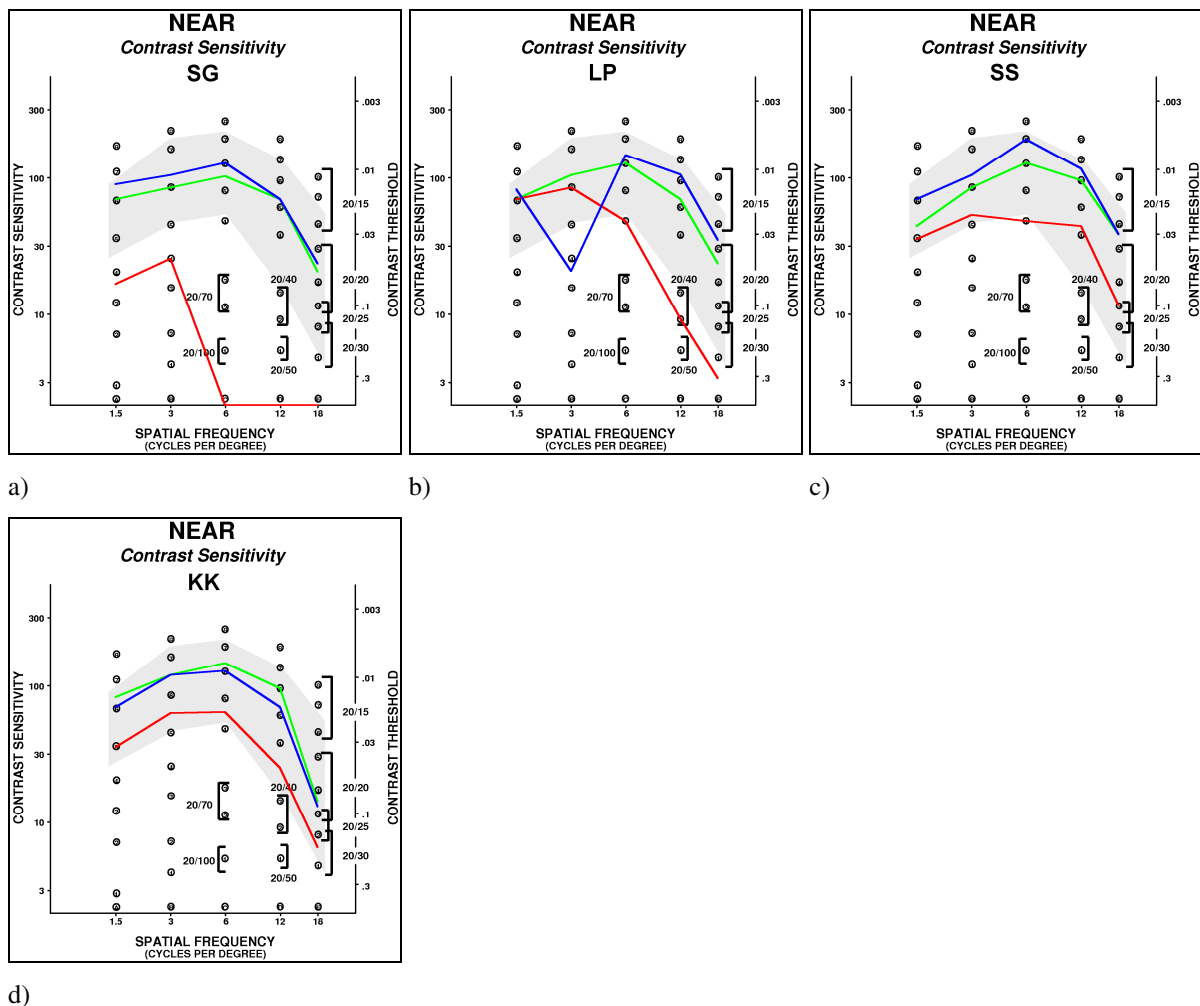 NEAR
Contrast Sensitivity
SG
CONTRAST SENSITIVITY
300
100
30
10
3
.003
.01
.03
.1
.3
CONTRAST THRESHOLD
20/15
20/20
20/25
20/30
20/40
20/50
20/70
20/100
1.5 3 6 12 18
SPATIAL FREQUENCY
(CYCLES PER DEGREE)
a)
NEAR
Contrast Sensitivity
LP
CONTRAST SENSITIVITY
300
100
30
10
3
.003
.01
.03
.1
.3
CONTRAST THRESHOLD
20/15
20/20
20/25
20/30
20/40
20/50
20/70
20/100
1.5 3 6 12 18
SPATIAL FREQUENCY
(CYCLES PER DEGREE)
b)
NEAR
Contrast Sensitivity
SS
CONTRAST SENSITIVITY
300
100
30
10
3
.003
.01
.03
.1
.3
CONTRAST THRESHOLD
20/15
20/20
20/25
20/30
20/40
20/50
20/70
20/100
1.5 3 6 12 18
SPATIAL FREQUENCY
(CYCLES PER DEGREE)
c)
NEAR
Contrast Sensitivity
KK
CONTRAST SENSITIVITY
300
100
30
10
3
.003
.01
.03
.1
.3
CONTRAST THRESHOLD
20/15
20/20
20/25
20/30
20/40
20/50
20/70
20/100
1.5 3 6 12 18
SPATIAL FREQUENCY
(CYCLES PER DEGREE)
d)